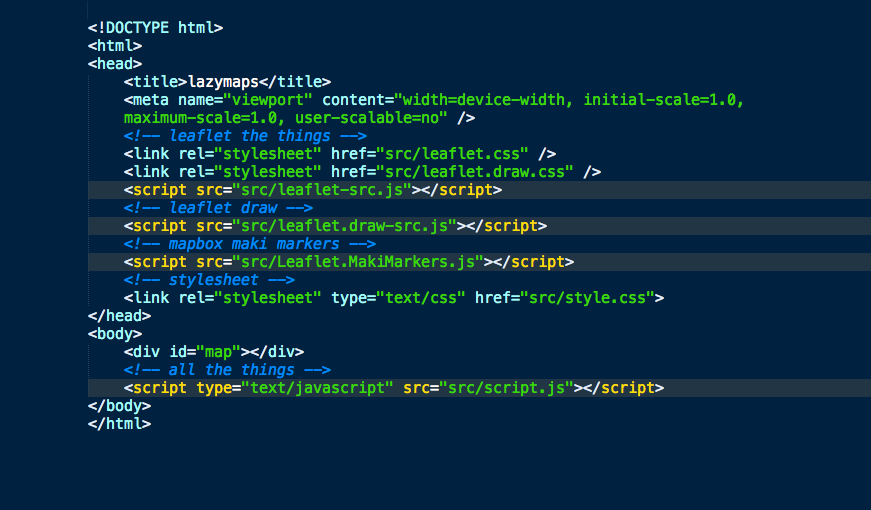 <!DOCTYPE html>
<html>
<head>
<title>lazymaps</title>
<meta name="viewport" content="width=device-width, initial-scale=1.0,
maximum-scale=1.0, user-scalable=no" />
<!-- leaflet the things -->
<link rel="stylesheet" href="src/leaflet.css" />
<link rel="stylesheet" href="src/leaflet.draw.css" />
<script src="src/leaflet-src.js"></script>
<!-- leaflet draw -->
<script src="src/leaflet.draw-src.js"></script>
<!-- mapbox maki markers -->
<script src="src/Leaflet.MakiMarkers.js"></script>
<!-- stylesheet -->
<link rel="stylesheet" type="text/css" href="src/style.css">
</head>
<body>
<div id="map"></div>
<!-- all the things -->
<script type="text/javascript" src="src/script.js"></script>
</body>
</html>